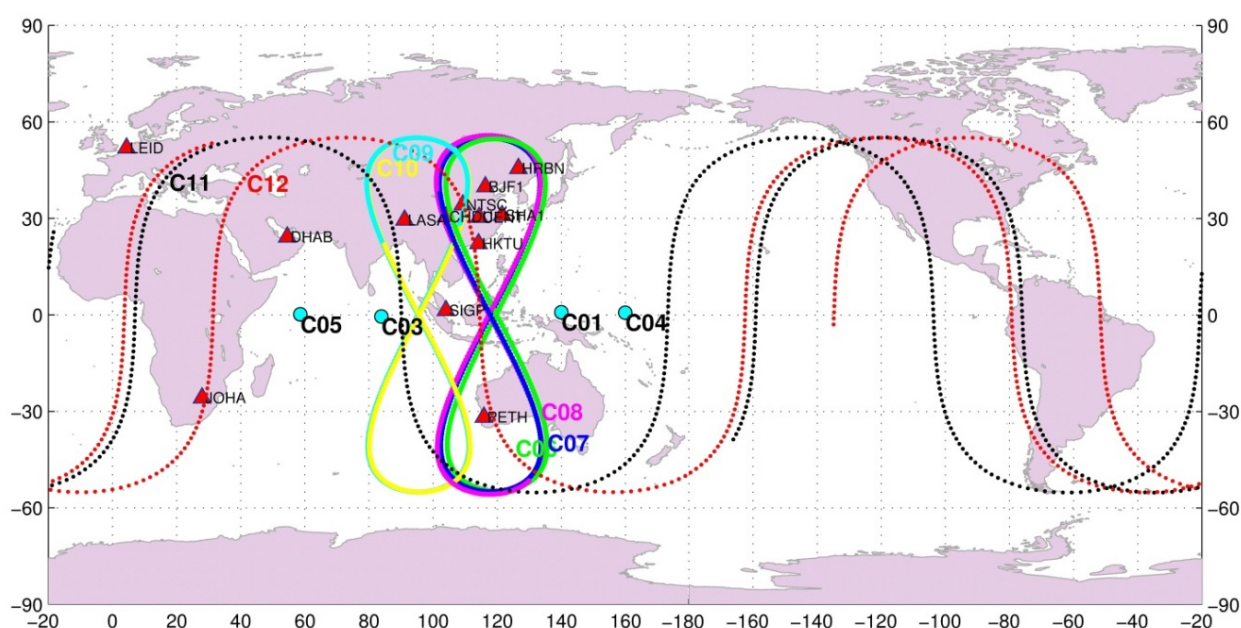 90 90
60 60
30 30
0 0
−30 −30
−60 −60
−90 −90
−20 0 20 40 60 80 100 120 140 160 −180 −160 −140 −120 −100 −80 −60 −40 −20
LEID
C09
C10
HRBN
C11
C12
BJF1
NTSC
LASA
SHA1
DHAB
HKTU
C05
C03
C01
C04
JOHA
PETH
C08
C07